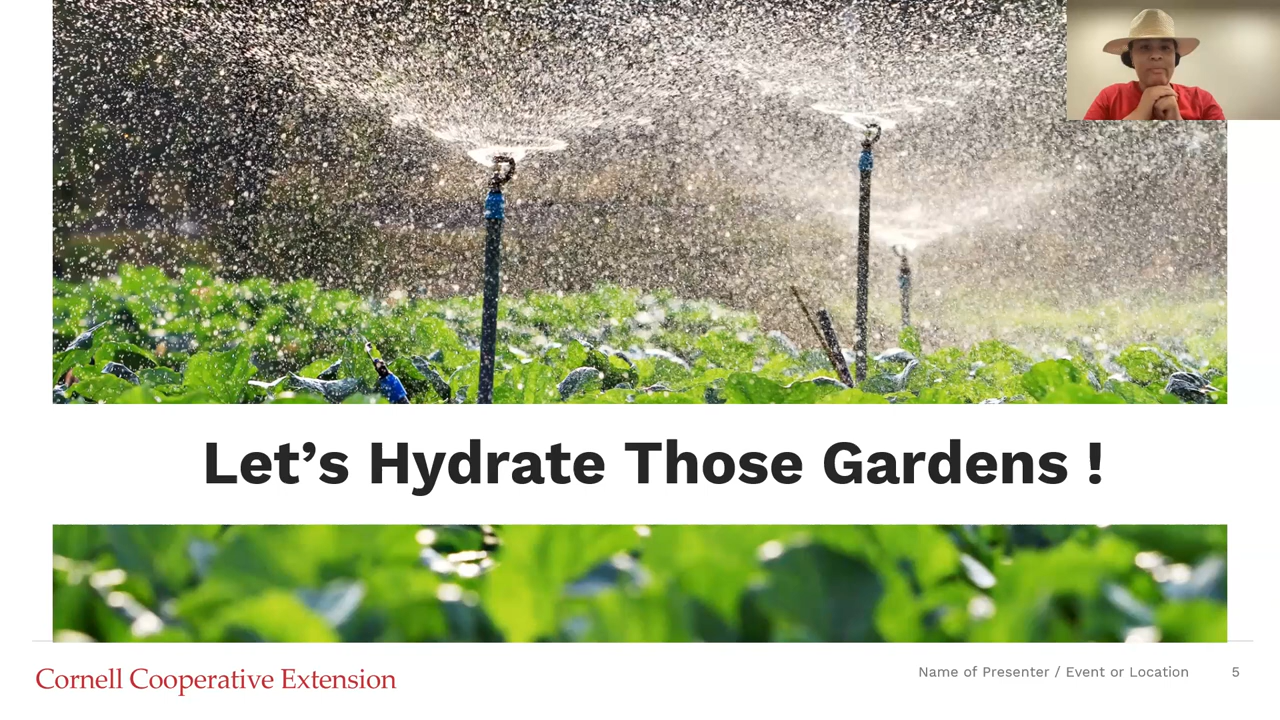 Let’s Hydrate Those Gardens !
Cornell Cooperative Extension
Name of Presenter / Event or Location 5